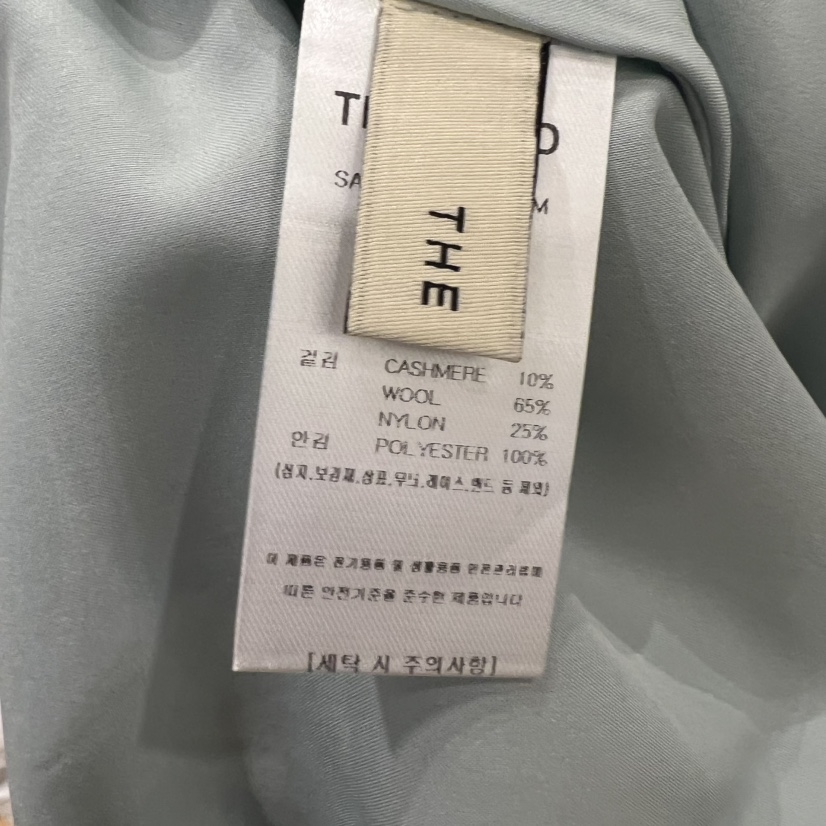 THE
겉감 CASHMERE 10%
WOOL 65%
NYLON 25%
안감 POLYESTER 100%
(심지,보강재,상표,무늬,레이스,밴드 등 제외)
이 제품은 전기용품 및 생활용품 안전관리법에
따른 안전기준을 준수한 제품입니다
[세탁 시 주의사항]